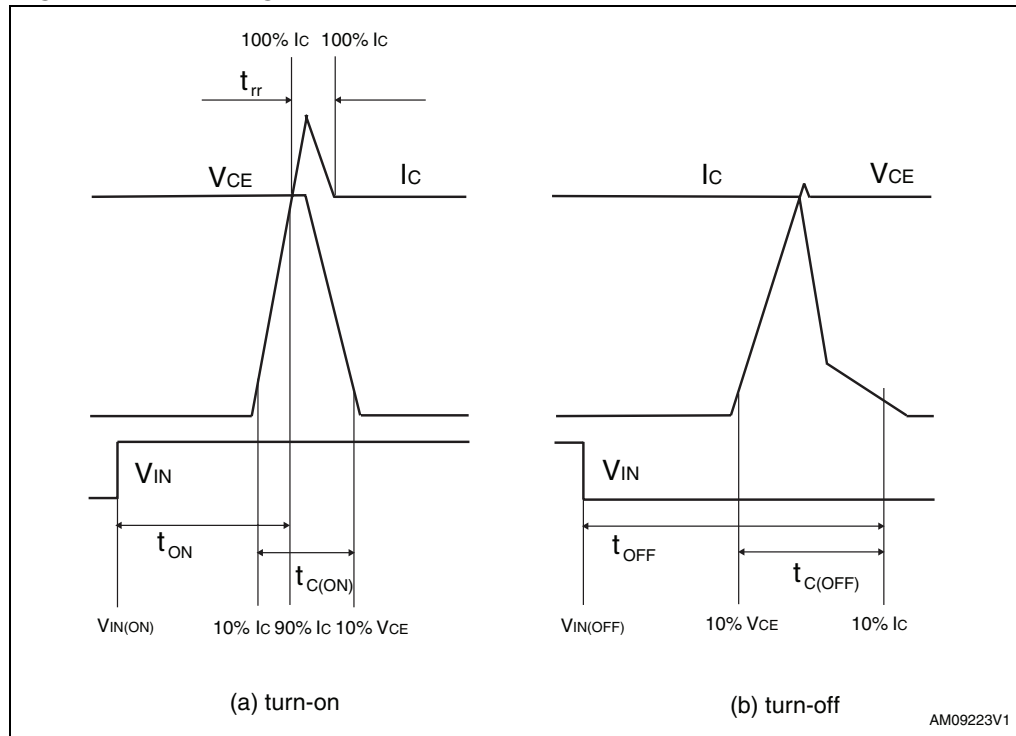 100% IC 100% IC
trr
VCE IC
IC VCE
VIN
VIN
tON
tC(ON)
tOFF
tC(OFF)
VIN(ON) 10% IC 90% IC 10% VCE
VIN(OFF) 10% VCE 10% IC
(a) turn-on
(b) turn-off
AM09223V1